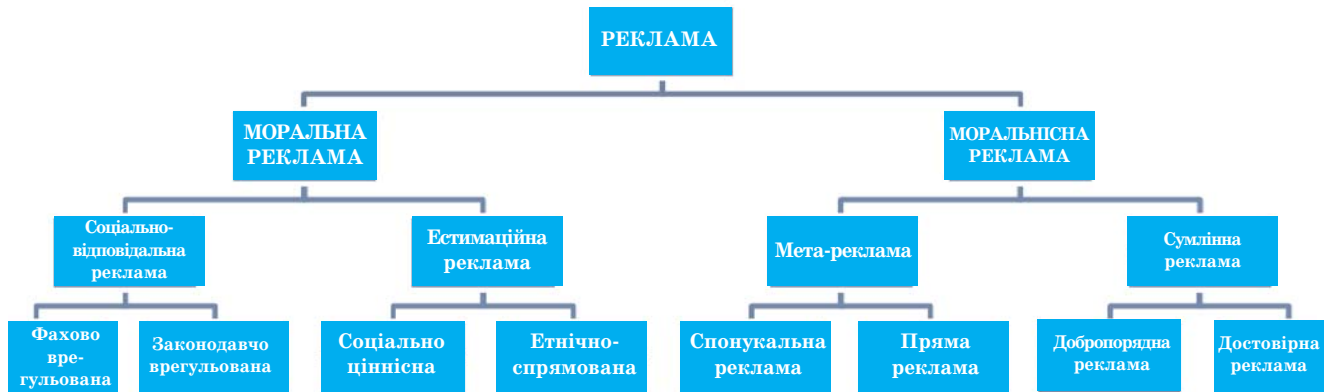 РЕКЛАМА
МОРАЛЬНА
РЕКЛАМА
МОРАЛЬНІСНА
РЕКЛАМА
Соціально-
відповідальна
реклама
Естимаційна
реклама
Мета-реклама
Сумлінна
реклама
Фахово
вре-
гульована
Законодавчо
врегульована
Соціально
ціннісна
Етнічно-
спрямована
Спонукальна
реклама
Пряма
реклама
Добропорядна
реклама
Достовірна
реклама